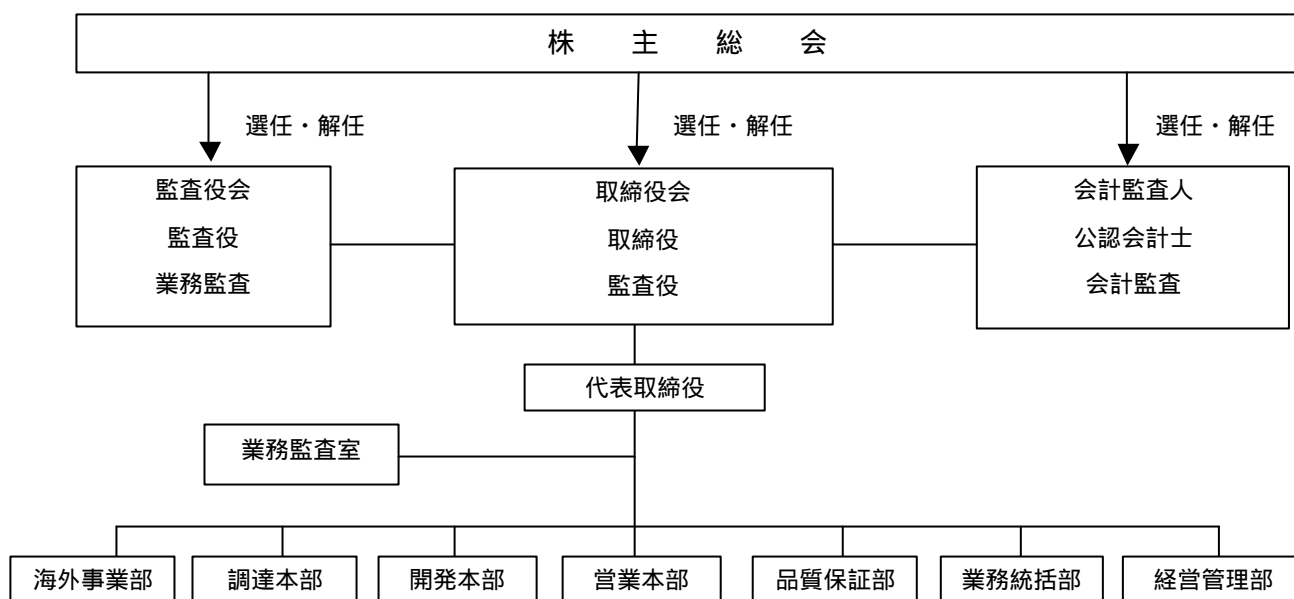 株主総会
選任・解任
選任・解任
選任・解任
監査役会
監査役
業務監査
取締役会
取締役
監査役
会計監査人
公認会計士
会計監査
代表取締役
業務監査室
海外事業部
調達本部
開発本部
営業本部
品質保証部
業務統括部
経営管理部